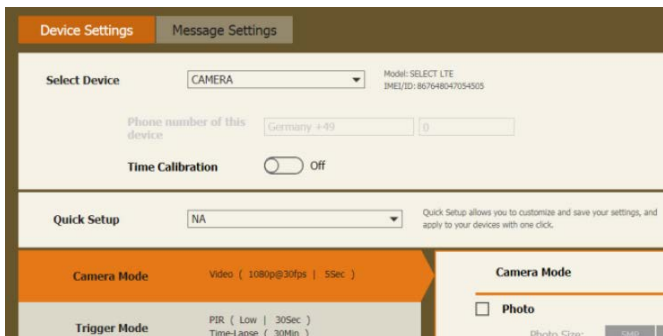 Device Settings
Message Settings
Select Device
CAMERA
Model: SELECT LTE
IMEI/ID: 867648047054505
Phone number of this
device
Germany +49
0
Time Calibration
Off
Quick Setup
NA
Quick Setup allows you to customize and save your settings, and
apply to your devices with one click.
Camera Mode
Video ( 1080p@30fps | 5Sec )
Camera Mode
Photo
Photo Size:
5MP
Trigger Mode
PIR ( Low | 30Sec )
Time-Lapse ( 30Min )